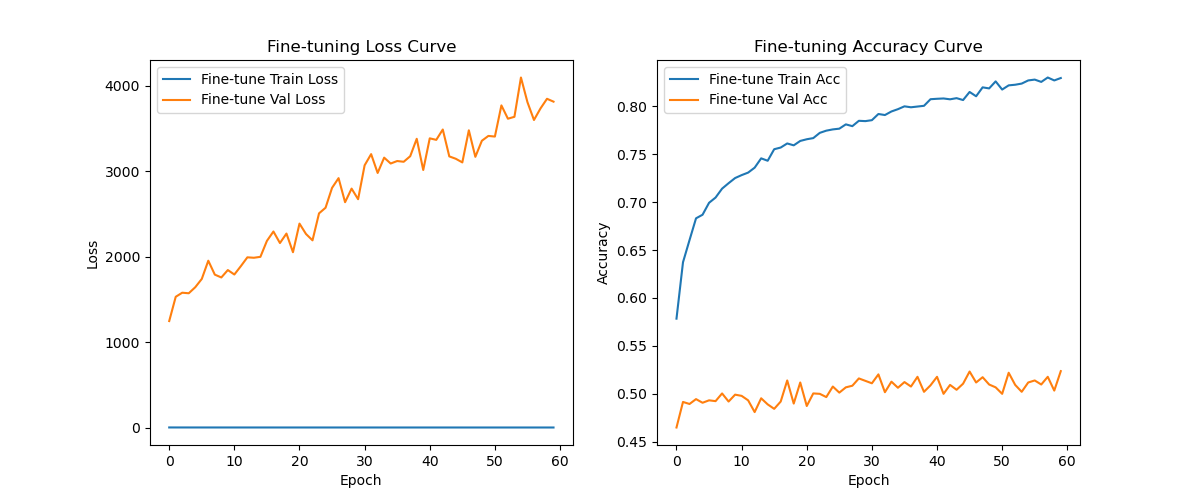 Fine-tuning Loss Curve
Fine-tune Train Loss
Fine-tune Val Loss
4000
3000
2000
1000
0
Loss
0 10 20 30 40 50 60
Epoch
Fine-tuning Accuracy Curve
Fine-tune Train Acc
Fine-tune Val Acc
0.80
0.75
0.70
0.65
0.60
0.55
0.50
0.45
Accuracy
0 10 20 30 40 50 60
Epoch